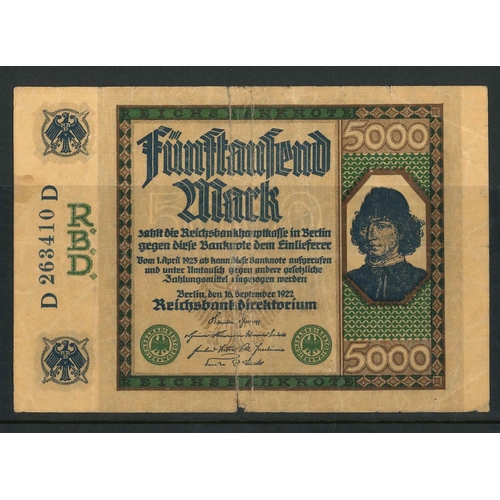 REICHSBANKNOTE
Fünftausend
Mark
5000
zahlt die Reichsbankhauptkasse in Berlin
gegen diese Banknote dem Einlieferer
Vom 1. April 1923 ab kann diese Banknote aufgerufen
und unter Umtausch gegen andere gesetzliche
Zahlungsmittel eingezogen werden
Berlin, den 16. September 1922
Reichsbankdirektorium
5000
REICHSBANKNOTE
D 263410 D
R.B.D.